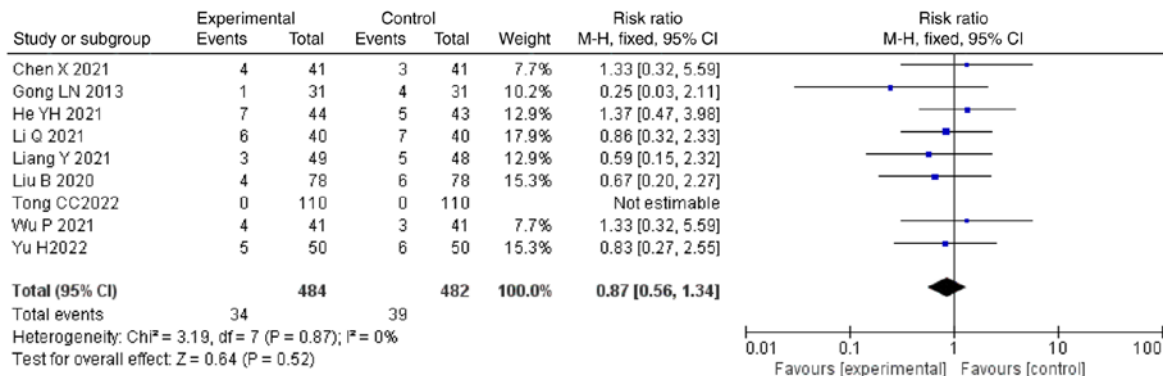 Experimental Control Risk ratio Risk ratio
Study or subgroup Events Total Events Total Weight M-H, fixed, 95% CI M-H, fixed, 95% CI
Chen X 2021 4 41 3 41 7.7% 1.33 [0.32, 5.59]
Gong LN 2013 1 31 4 31 10.2% 0.25 [0.03, 2.11]
He YH 2021 7 44 5 43 12.9% 1.37 [0.47, 3.98]
Li Q 2021 6 40 7 40 17.9% 0.86 [0.32, 2.33]
Liang Y 2021 3 49 5 48 12.9% 0.59 [0.15, 2.32]
Liu B 2020 4 78 6 78 15.3% 0.67 [0.20, 2.27]
Tong CC2022 0 110 0 110 Not estimable
Wu P 2021 4 41 3 41 7.7% 1.33 [0.32, 5.59]
Yu H2022 5 50 6 50 15.3% 0.83 [0.27, 2.55]
Total (95% CI) 484 482 100.0% 0.87 [0.56, 1.34]
Total events 34 39
Heterogeneity: Chi² = 3.19, df = 7 (P = 0.87); I² = 0%
Test for overall effect: Z = 0.64 (P = 0.52)
0.01 0.1 1 10 100
Favours [experimental] Favours [control]